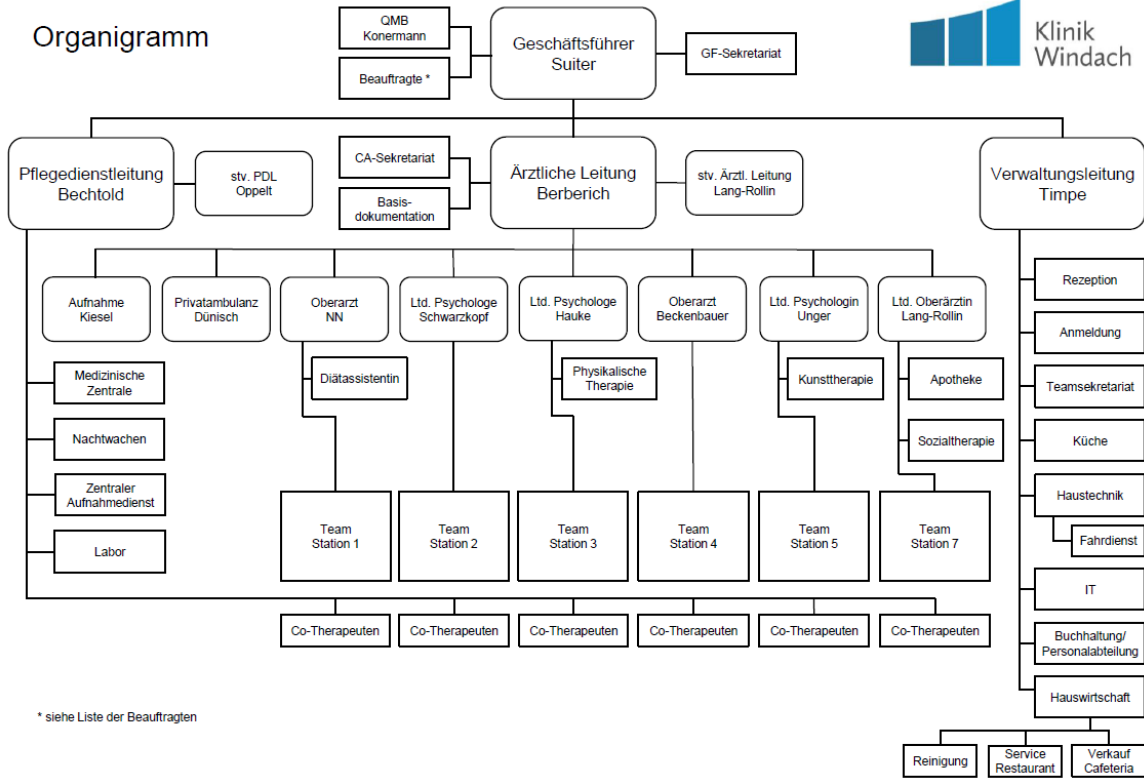 Organigramm
QMB
Konermann
Beauftragte *
Geschäftsführer
Suiter
GF-Sekretariat
Klinik
Windach
Pflegedienstleitung
Bechtold
stv. PDL
Oppelt
CA-Sekretariat
Basis-
dokumentation
Ärztliche Leitung
Berberich
stv. Ärztl. Leitung
Lang-Rollin
Verwaltungsleitung
Timpe
Aufnahme
Kiesel
Privatambulanz
Dünisch
Oberarzt
NN
Ltd. Psychologe
Schwarzkopf
Ltd. Psychologe
Hauke
Oberarzt
Beckenbauer
Ltd. Psychologin
Unger
Ltd. Oberärztin
Lang-Rollin
Medizinische
Zentrale
Nachtwachen
Zentraler
Aufnahmedienst
Labor
Diätassistentin
Physikalische
Therapie
Kunsttherapie
Apotheke
Sozialtherapie
Team
Station 1
Team
Station 2
Team
Station 3
Team
Station 4
Team
Station 5
Team
Station 7
Co-Therapeuten
Co-Therapeuten
Co-Therapeuten
Co-Therapeuten
Co-Therapeuten
Co-Therapeuten
Rezeption
Anmeldung
Teamsekretariat
Küche
Haustechnik
Fahrdienst
IT
Buchhaltung/
Personalabteilung
Hauswirtschaft
Reinigung
Service
Restaurant
Verkauf
Cafeteria
* siehe Liste der Beauftragten